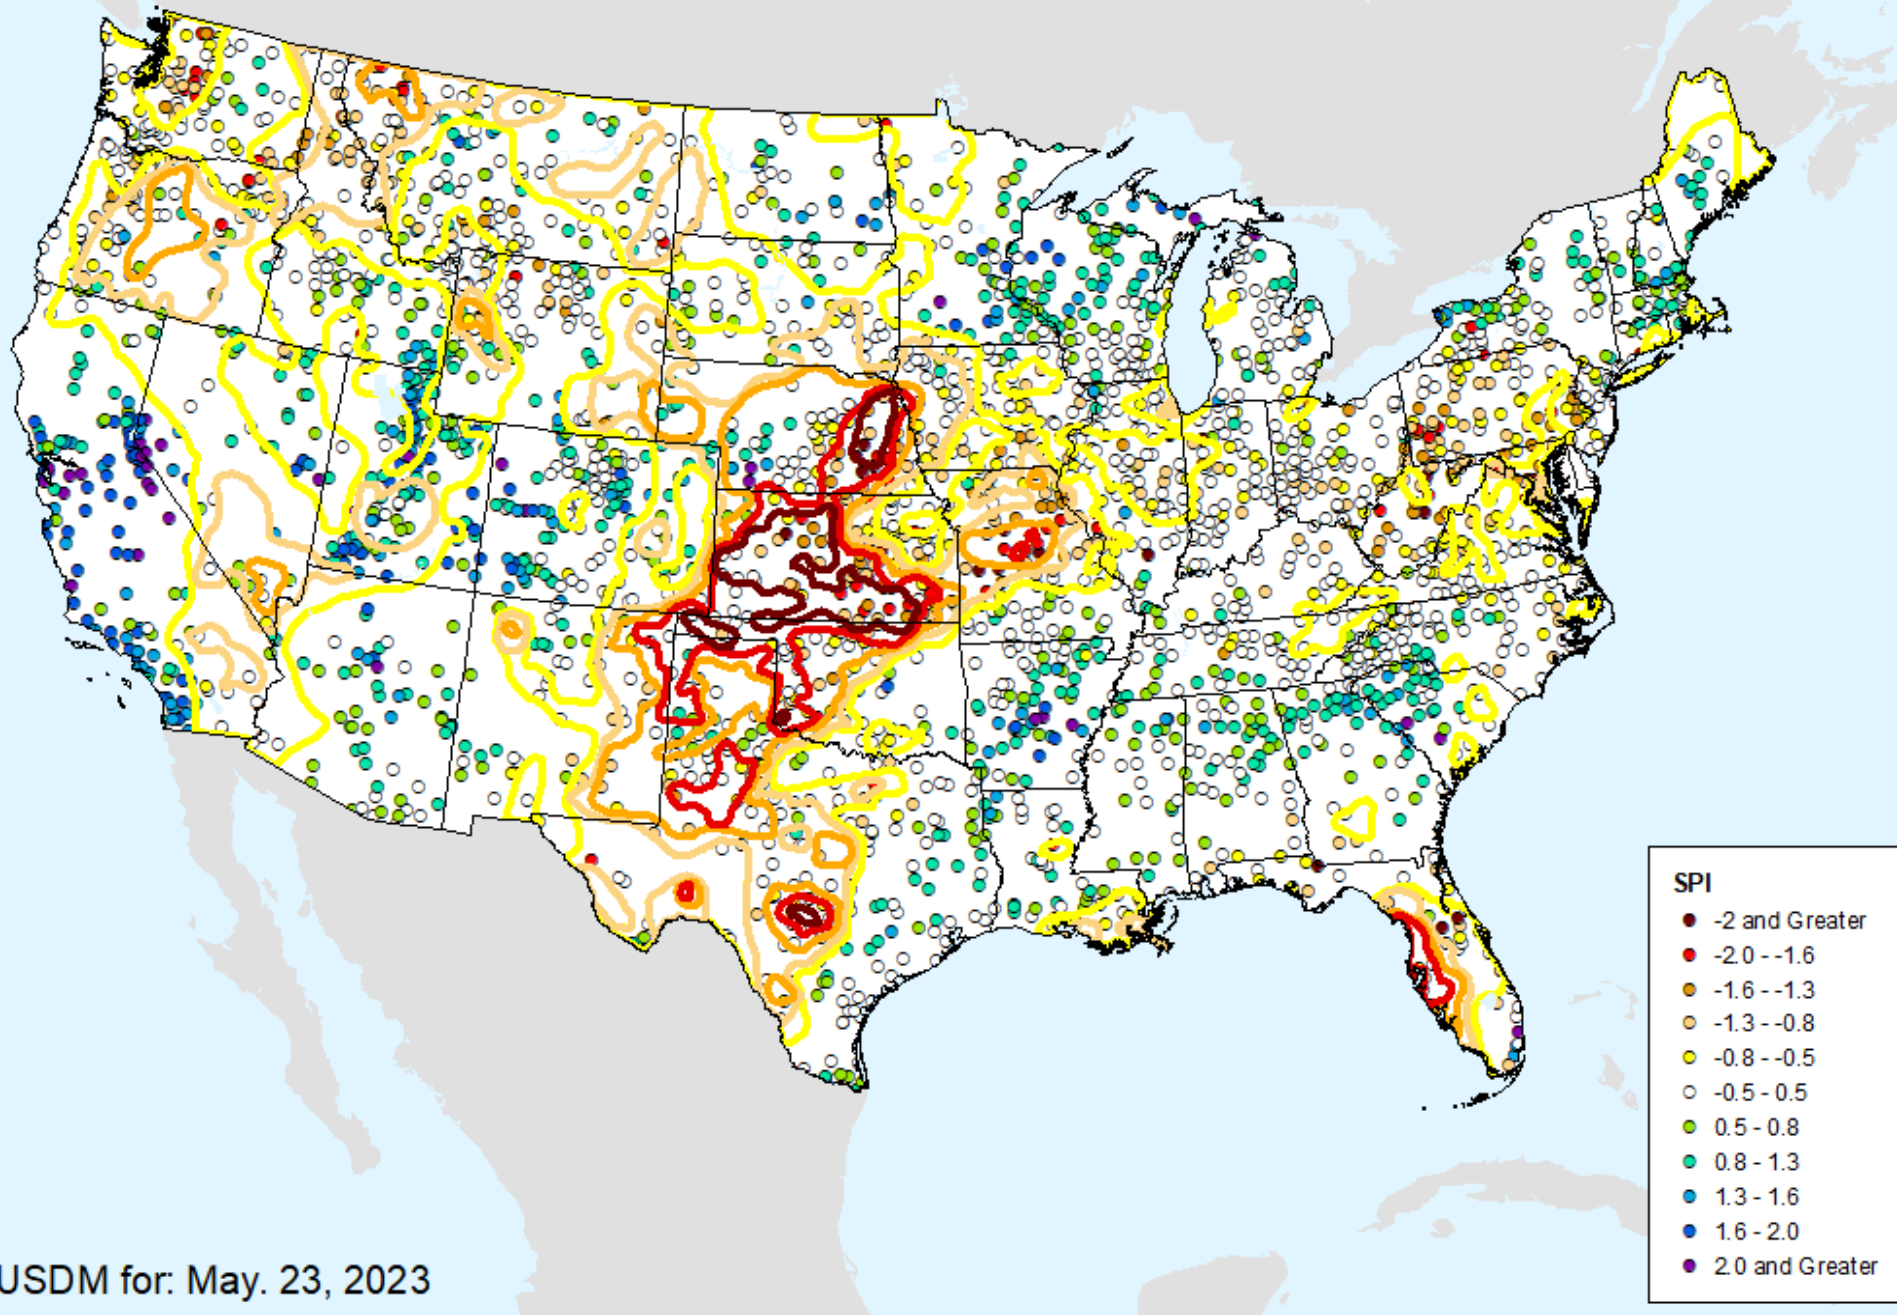 SPI
-2 and Greater
-2.0 - -1.6
-1.6 - -1.3
-1.3 - -0.8
-0.8 - -0.5
-0.5 - 0.5
0.5 - 0.8
0.8 - 1.3
1.3 - 1.6
1.6 - 2.0
2.0 and Greater
USDM for: May. 23, 2023